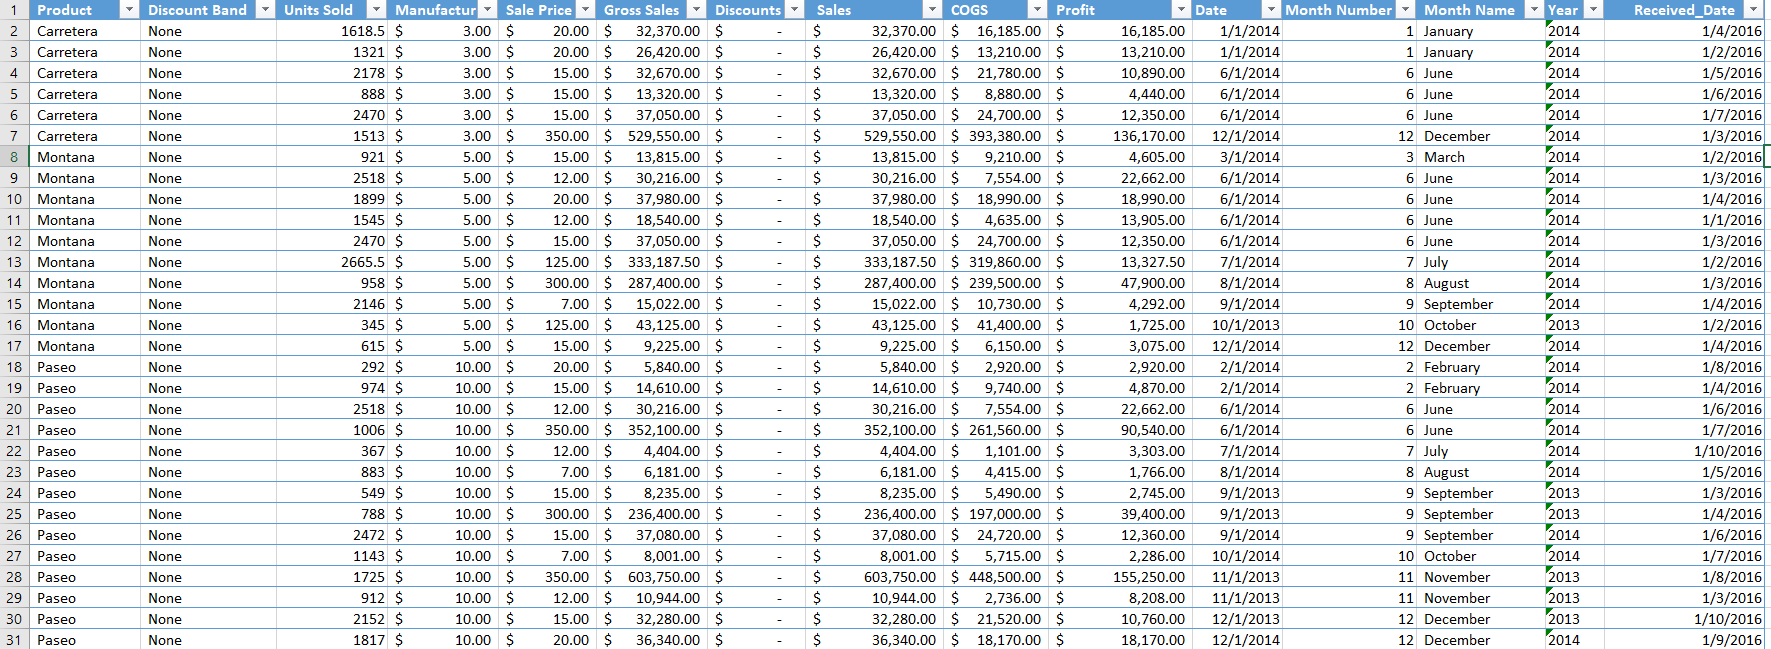 1 Product Discount Band Units Sold Manufactur Sale Price Gross Sales Discounts Sales COGS Profit Date Month Number Month Name Year Received_Date
2 Carretera None 1618.5 $ 3.00 $ 20.00 $ 32,370.00 $ - $ 32,370.00 $ 16,185.00 $ 16,185.00 1/1/2014 1 January 2014 1/4/2016
3 Carretera None 1321 $ 3.00 $ 20.00 $ 26,420.00 $ - $ 26,420.00 $ 13,210.00 $ 13,210.00 1/1/2014 1 January 2014 1/2/2016
4 Carretera None 2178 $ 3.00 $ 15.00 $ 32,670.00 $ - $ 32,670.00 $ 21,780.00 $ 10,890.00 6/1/2014 6 June 2014 1/5/2016
5 Carretera None 888 $ 3.00 $ 15.00 $ 13,320.00 $ - $ 13,320.00 $ 8,880.00 $ 4,440.00 6/1/2014 6 June 2014 1/6/2016
6 Carretera None 2470 $ 3.00 $ 15.00 $ 37,050.00 $ - $ 37,050.00 $ 24,700.00 $ 12,350.00 6/1/2014 6 June 2014 1/7/2016
7 Carretera None 1513 $ 3.00 $ 350.00 $ 529,550.00 $ - $ 529,550.00 $ 393,380.00 $ 136,170.00 12/1/2014 12 December 2014 1/3/2016
8 Montana None 921 $ 5.00 $ 15.00 $ 13,815.00 $ - $ 13,815.00 $ 9,210.00 $ 4,605.00 3/1/2014 3 March 2014 1/2/2016
9 Montana None 2518 $ 5.00 $ 12.00 $ 30,216.00 $ - $ 30,216.00 $ 7,554.00 $ 22,662.00 6/1/2014 6 June 2014 1/3/2016
10 Montana None 1899 $ 5.00 $ 20.00 $ 37,980.00 $ - $ 37,980.00 $ 18,990.00 $ 18,990.00 6/1/2014 6 June 2014 1/4/2016
11 Montana None 1545 $ 5.00 $ 12.00 $ 18,540.00 $ - $ 18,540.00 $ 4,635.00 $ 13,905.00 6/1/2014 6 June 2014 1/1/2016
12 Montana None 2470 $ 5.00 $ 15.00 $ 37,050.00 $ - $ 37,050.00 $ 24,700.00 $ 12,350.00 6/1/2014 6 June 2014 1/3/2016
13 Montana None 2665.5 $ 5.00 $ 125.00 $ 333,187.50 $ - $ 333,187.50 $ 319,860.00 $ 13,327.50 7/1/2014 7 July 2014 1/2/2016
14 Montana None 958 $ 5.00 $ 300.00 $ 287,400.00 $ - $ 287,400.00 $ 239,500.00 $ 47,900.00 8/1/2014 8 August 2014 1/3/2016
15 Montana None 2146 $ 5.00 $ 7.00 $ 15,022.00 $ - $ 15,022.00 $ 10,730.00 $ 4,292.00 9/1/2014 9 September 2014 1/4/2016
16 Montana None 345 $ 5.00 $ 125.00 $ 43,125.00 $ - $ 43,125.00 $ 41,400.00 $ 1,725.00 10/1/2013 10 October 2013 1/2/2016
17 Montana None 615 $ 5.00 $ 15.00 $ 9,225.00 $ - $ 9,225.00 $ 6,150.00 $ 3,075.00 12/1/2014 12 December 2014 1/4/2016
18 Paseo None 292 $ 10.00 $ 20.00 $ 5,840.00 $ - $ 5,840.00 $ 2,920.00 $ 2,920.00 2/1/2014 2 February 2014 1/8/2016
19 Paseo None 974 $ 10.00 $ 15.00 $ 14,610.00 $ - $ 14,610.00 $ 9,740.00 $ 4,870.00 2/1/2014 2 February 2014 1/4/2016
20 Paseo None 2518 $ 10.00 $ 12.00 $ 30,216.00 $ - $ 30,216.00 $ 7,554.00 $ 22,662.00 6/1/2014 6 June 2014 1/6/2016
21 Paseo None 1006 $ 10.00 $ 350.00 $ 352,100.00 $ - $ 352,100.00 $ 261,560.00 $ 90,540.00 6/1/2014 6 June 2014 1/7/2016
22 Paseo None 367 $ 10.00 $ 12.00 $ 4,404.00 $ - $ 4,404.00 $ 1,101.00 $ 3,303.00 7/1/2014 7 July 2014 1/10/2016
23 Paseo None 883 $ 10.00 $ 7.00 $ 6,181.00 $ - $ 6,181.00 $ 4,415.00 $ 1,766.00 8/1/2014 8 August 2014 1/5/2016
24 Paseo None 549 $ 10.00 $ 15.00 $ 8,235.00 $ - $ 8,235.00 $ 5,490.00 $ 2,745.00 9/1/2013 9 September 2013 1/3/2016
25 Paseo None 788 $ 10.00 $ 300.00 $ 236,400.00 $ - $ 236,400.00 $ 197,000.00 $ 39,400.00 9/1/2013 9 September 2013 1/4/2016
26 Paseo None 2472 $ 10.00 $ 15.00 $ 37,080.00 $ - $ 37,080.00 $ 24,720.00 $ 12,360.00 9/1/2014 9 September 2014 1/6/2016
27 Paseo None 1143 $ 10.00 $ 7.00 $ 8,001.00 $ - $ 8,001.00 $ 5,715.00 $ 2,286.00 10/1/2014 10 October 2014 1/7/2016
28 Paseo None 1725 $ 10.00 $ 350.00 $ 603,750.00 $ - $ 603,750.00 $ 448,500.00 $ 155,250.00 11/1/2013 11 November 2013 1/8/2016
29 Paseo None 912 $ 10.00 $ 12.00 $ 10,944.00 $ - $ 10,944.00 $ 2,736.00 $ 8,208.00 11/1/2013 11 November 2013 1/3/2016
30 Paseo None 2152 $ 10.00 $ 15.00 $ 32,280.00 $ - $ 32,280.00 $ 21,520.00 $ 10,760.00 12/1/2013 12 December 2013 1/10/2016
31 Paseo None 1817 $ 10.00 $ 20.00 $ 36,340.00 $ - $ 36,340.00 $ 18,170.00 $ 18,170.00 12/1/2014 12 December 2014 1/9/2016